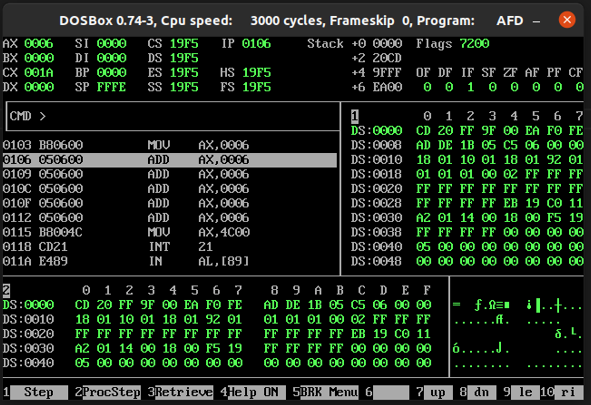 DOSBox 0.74-3, Cpu speed: 3000 cycles, Frameskip 0, Program: AFD
AX 0006 SI 0000 CS 19F5 IP 0106 Stack +0 0000 Flags 7200
BX 0000 DI 0000 DS 19F5 +2 20CD
CX 001A BP 0000 ES 19F5 HS 19F5 +4 9FFF OF DF IF SF ZF AF PF CF
DX 0000 SP FFFE SS 19F5 FS 19F5 +6 EA00 0 0 1 0 0 0 0 0
CMD >
1 0 1 2 3 4 5 6 7
DS:0000 CD 20 FF 9F 00 EA F0 FE
DS:0008 AD DE 1B 05 C5 06 00 00
DS:0010 18 01 10 01 18 01 92 01
DS:0018 01 01 01 00 02 FF FF FF
DS:0020 FF FF FF FF FF FF FF FF
DS:0028 FF FF FF FF EB 19 C0 11
DS:0030 A2 01 14 00 18 00 F5 19
DS:0038 FF FF FF FF 00 00 00 00
DS:0040 05 00 00 00 00 00 00 00
DS:0048 00 00 00 00 00 00 00 00
0103 B80600 MOV AX,0006
0106 050600 ADD AX,0006
0109 050600 ADD AX,0006
010C 050600 ADD AX,0006
010F 050600 ADD AX,0006
0112 050600 ADD AX,0006
0115 B8004C MOV AX,4C00
0118 CD21 INT 21
011A E489 IN AL,[89]
2 0 1 2 3 4 5 6 7 8 9 A B C D E F
DS:0000 CD 20 FF 9F 00 EA F0 FE AD DE 1B 05 C5 06 00 00
DS:0010 18 01 10 01 18 01 92 01 01 01 01 00 02 FF FF FF
DS:0020 FF FF FF FF FF FF FF FF FF FF FF FF EB 19 C0 11
DS:0030 A2 01 14 00 18 00 F5 19 FF FF FF FF 00 00 00 00
DS:0040 05 00 00 00 00 00 00 00 00 00 00 00 00 00 00 00
1 Step 2 ProcStep 3 Retrieve 4 Help ON 5 BRK Menu 6 7 up 8 dn 9 le 10 ri